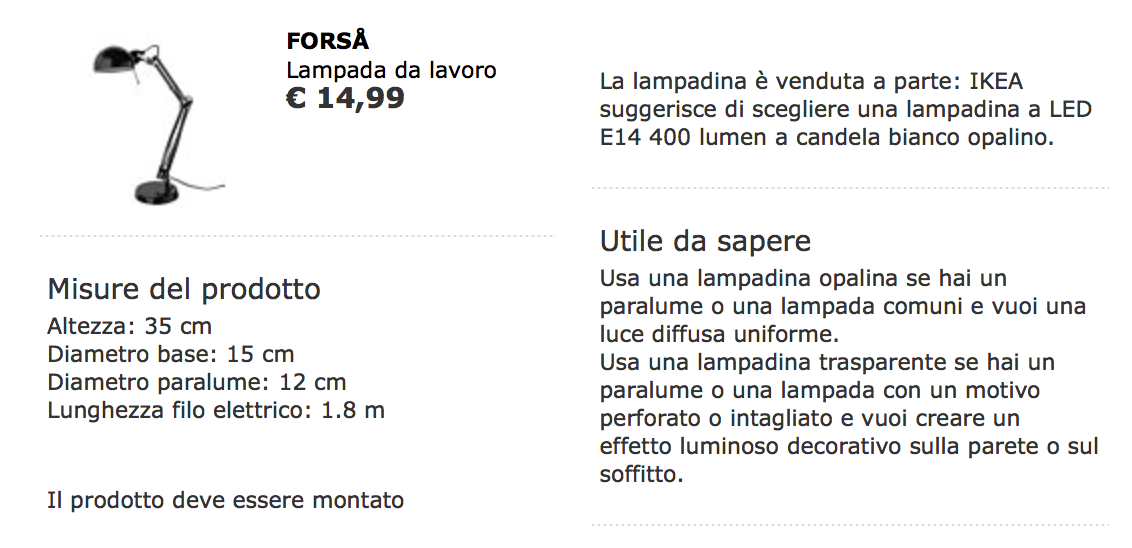 FORSÅ
Lampada da lavoro
€ 14,99
Misure del prodotto
Altezza: 35 cm
Diametro base: 15 cm
Diametro paralume: 12 cm
Lunghezza filo elettrico: 1.8 m
Il prodotto deve essere montato
La lampadina è venduta a parte: IKEA
suggerisce di scegliere una lampadina a LED
E14 400 lumen a candela bianco opalino.
Utile da sapere
Usa una lampadina opalina se hai un
paralume o una lampada comuni e vuoi una
luce diffusa uniforme.
Usa una lampadina trasparente se hai un
paralume o una lampada con un motivo
perforato o intagliato e vuoi creare un
effetto luminoso decorativo sulla parete o sul
soffitto.